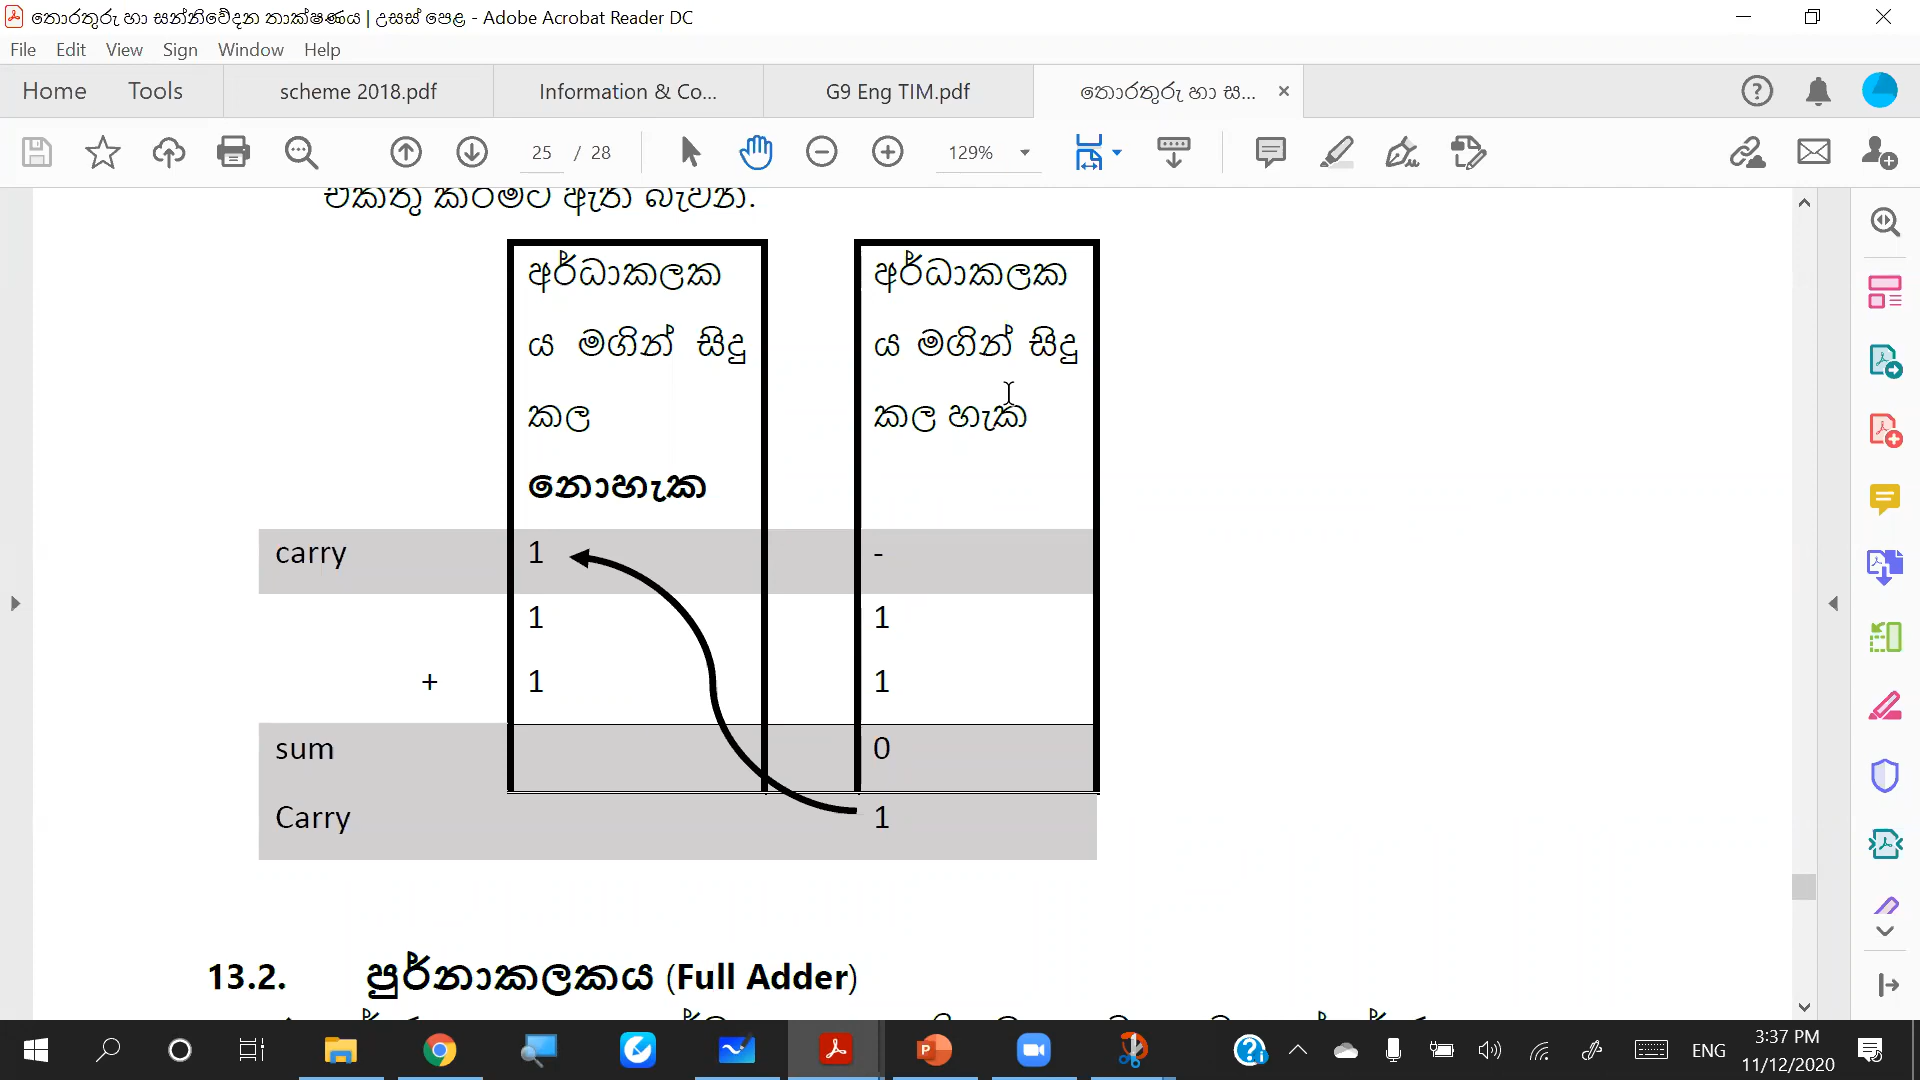 තොරතුරු හා සන්නිවේදන තාක්ෂණය | උසස් පෙළ - Adobe Acrobat Reader DC
File Edit View Sign Window Help
Home Tools scheme 2018.pdf Information & Co... G9 Eng TIM.pdf තොරතුරු හා ස...
25 / 28 129%
එකතු කිරීමට ඇති බැවිනි.
අර්ධාකලක අර්ධාකලක
ය මගින් සිදු ය මගින් සිදු
කල කල හැක
නොහැක
carry 1 -
1 1
+ 1 1
sum 0
Carry 1
13.2. පුර්නාකලකය (Full Adder)
ENG 3:37 PM
11/12/2020